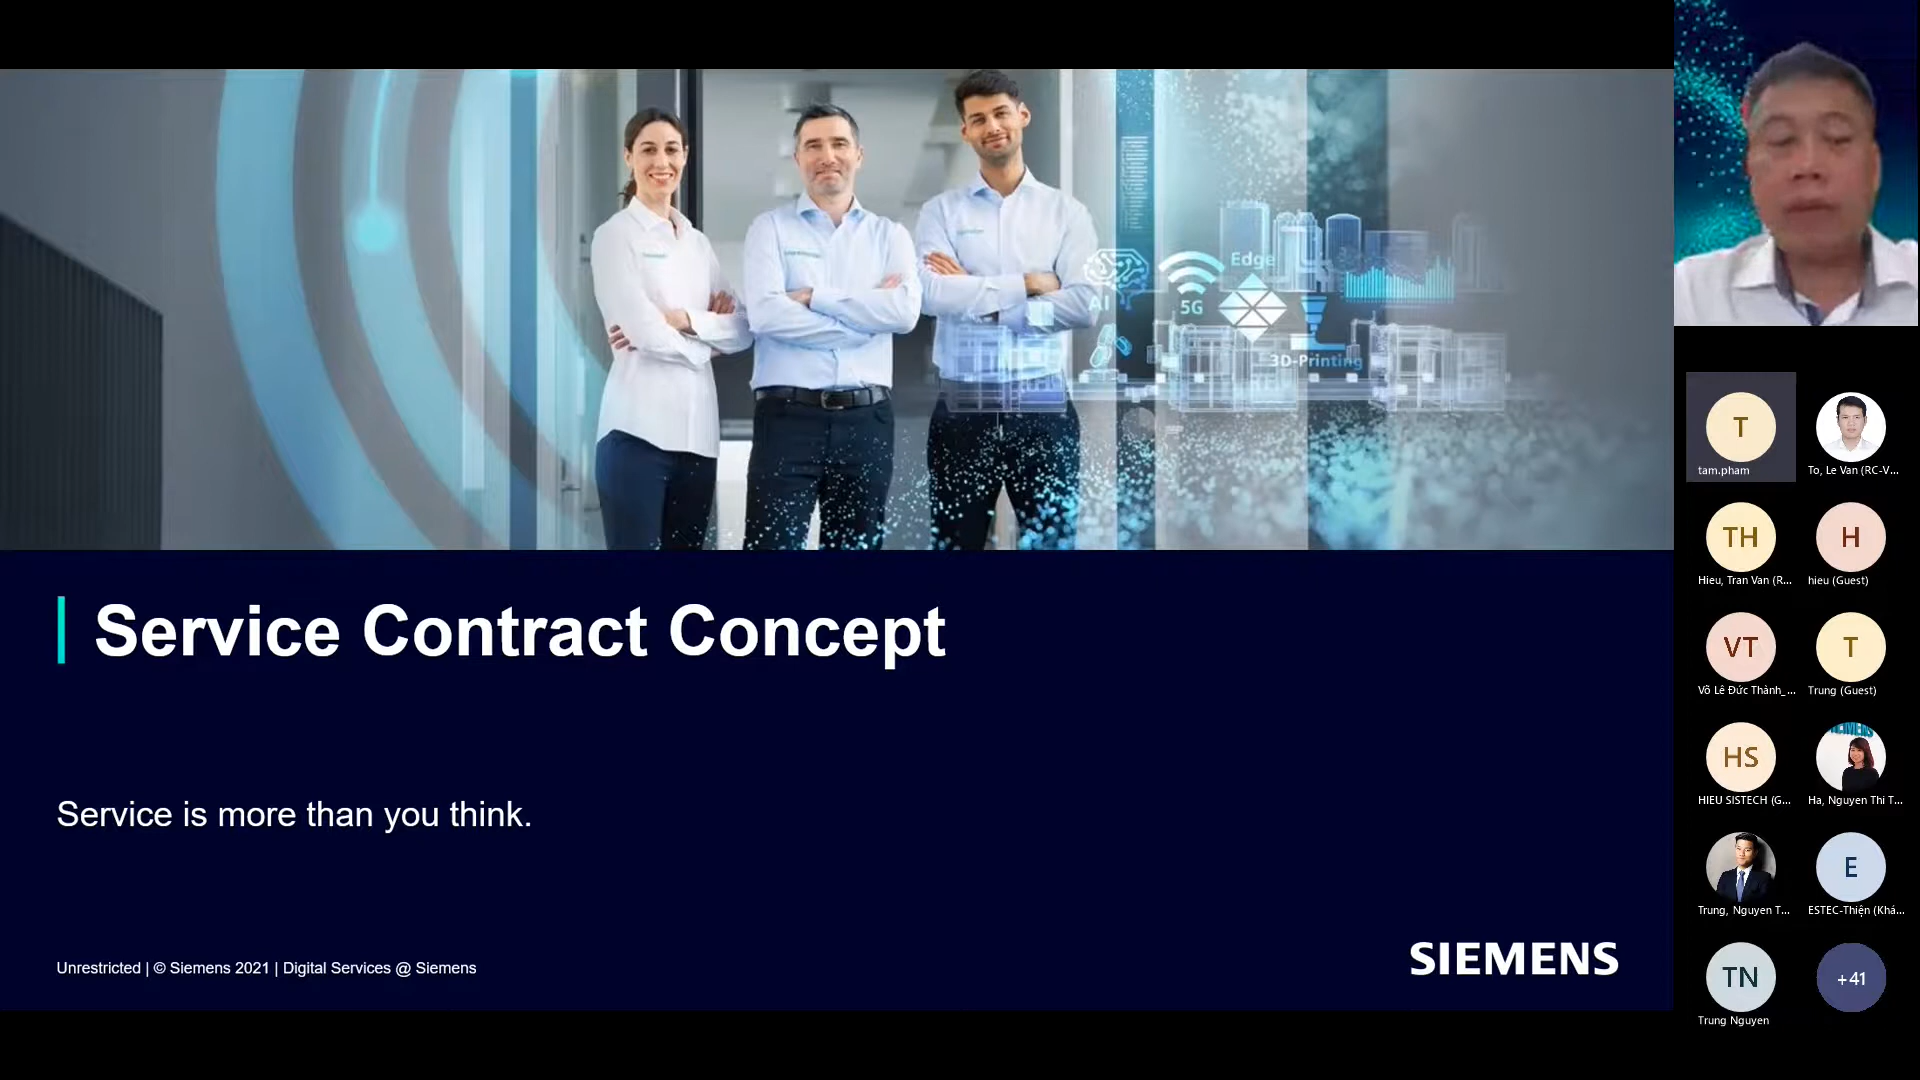 AI
5G
Edge
3D-Printing
Service Contract Concept
Service is more than you think.
Unrestricted | © Siemens 2021 | Digital Services @ Siemens
SIEMENS
T
tam.pham
To, Le Van (RC-V...
TH
Hieu, Tran Van (R...
H
hieu (Guest)
VT
Võ Lê Đức Thành_...
T
Trung (Guest)
HS
HIEU SISTECH (G...
Ha, Nguyen Thi T...
Trung, Nguyen T...
E
ESTEC-Thiện (Khá...
TN
Trung Nguyen
+41